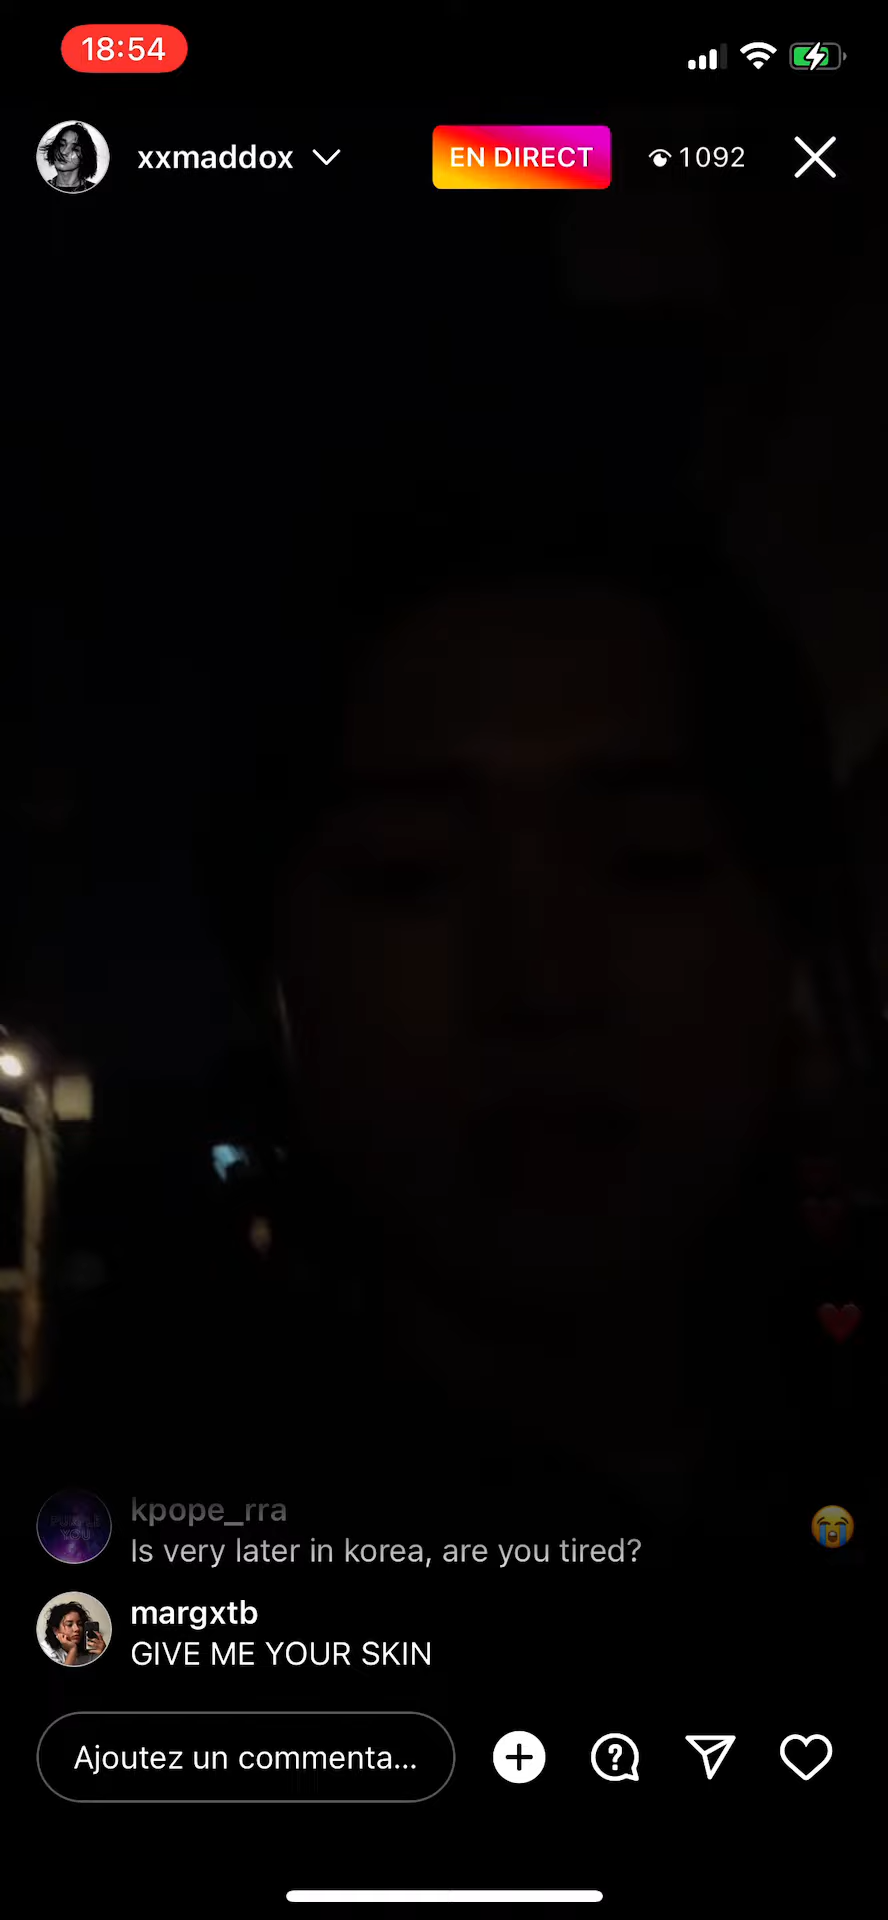 18:54
xxmaddox
EN DIRECT
1092
kpope_rra
Is very later in korea, are you tired?
margxtb
GIVE ME YOUR SKIN
Ajoutez un commenta...